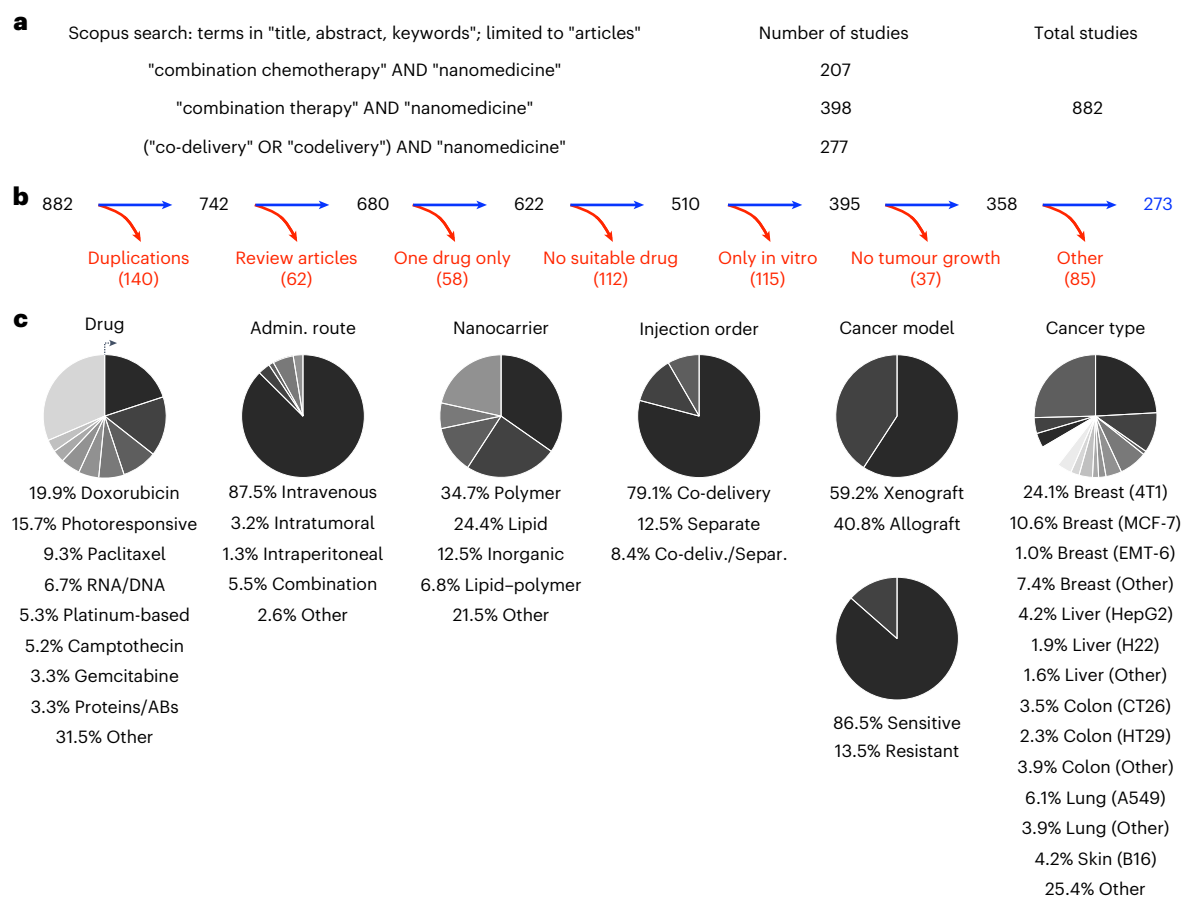 a
Scopus search: terms in "title, abstract, keywords"; limited to "articles"
Number of studies
Total studies
"combination chemotherapy" AND "nanomedicine"
207
"combination therapy" AND "nanomedicine"
398
882
("co-delivery" OR "codelivery") AND "nanomedicine"
277
b
882
742
680
622
510
395
358
273
Duplications
(140)
Review articles
(62)
One drug only
(58)
No suitable drug
(112)
Only in vitro
(115)
No tumour growth
(37)
Other
(85)
c
Drug
19.9% Doxorubicin
15.7% Photoresponsive
9.3% Paclitaxel
6.7% RNA/DNA
5.3% Platinum-based
5.2% Camptothecin
3.3% Gemcitabine
3.3% Proteins/ABs
31.5% Other
Admin. route
87.5% Intravenous
3.2% Intratumoral
1.3% Intraperitoneal
5.5% Combination
2.6% Other
Nanocarrier
34.7% Polymer
24.4% Lipid
12.5% Inorganic
6.8% Lipid–polymer
21.5% Other
Injection order
79.1% Co-delivery
12.5% Separate
8.4% Co-deliv./Separ.
Cancer model
59.2% Xenograft
40.8% Allograft
86.5% Sensitive
13.5% Resistant
Cancer type
24.1% Breast (4T1)
10.6% Breast (MCF-7)
1.0% Breast (EMT-6)
7.4% Breast (Other)
4.2% Liver (HepG2)
1.9% Liver (H22)
1.6% Liver (Other)
3.5% Colon (CT26)
2.3% Colon (HT29)
3.9% Colon (Other)
6.1% Lung (A549)
3.9% Lung (Other)
4.2% Skin (B16)
25.4% Other